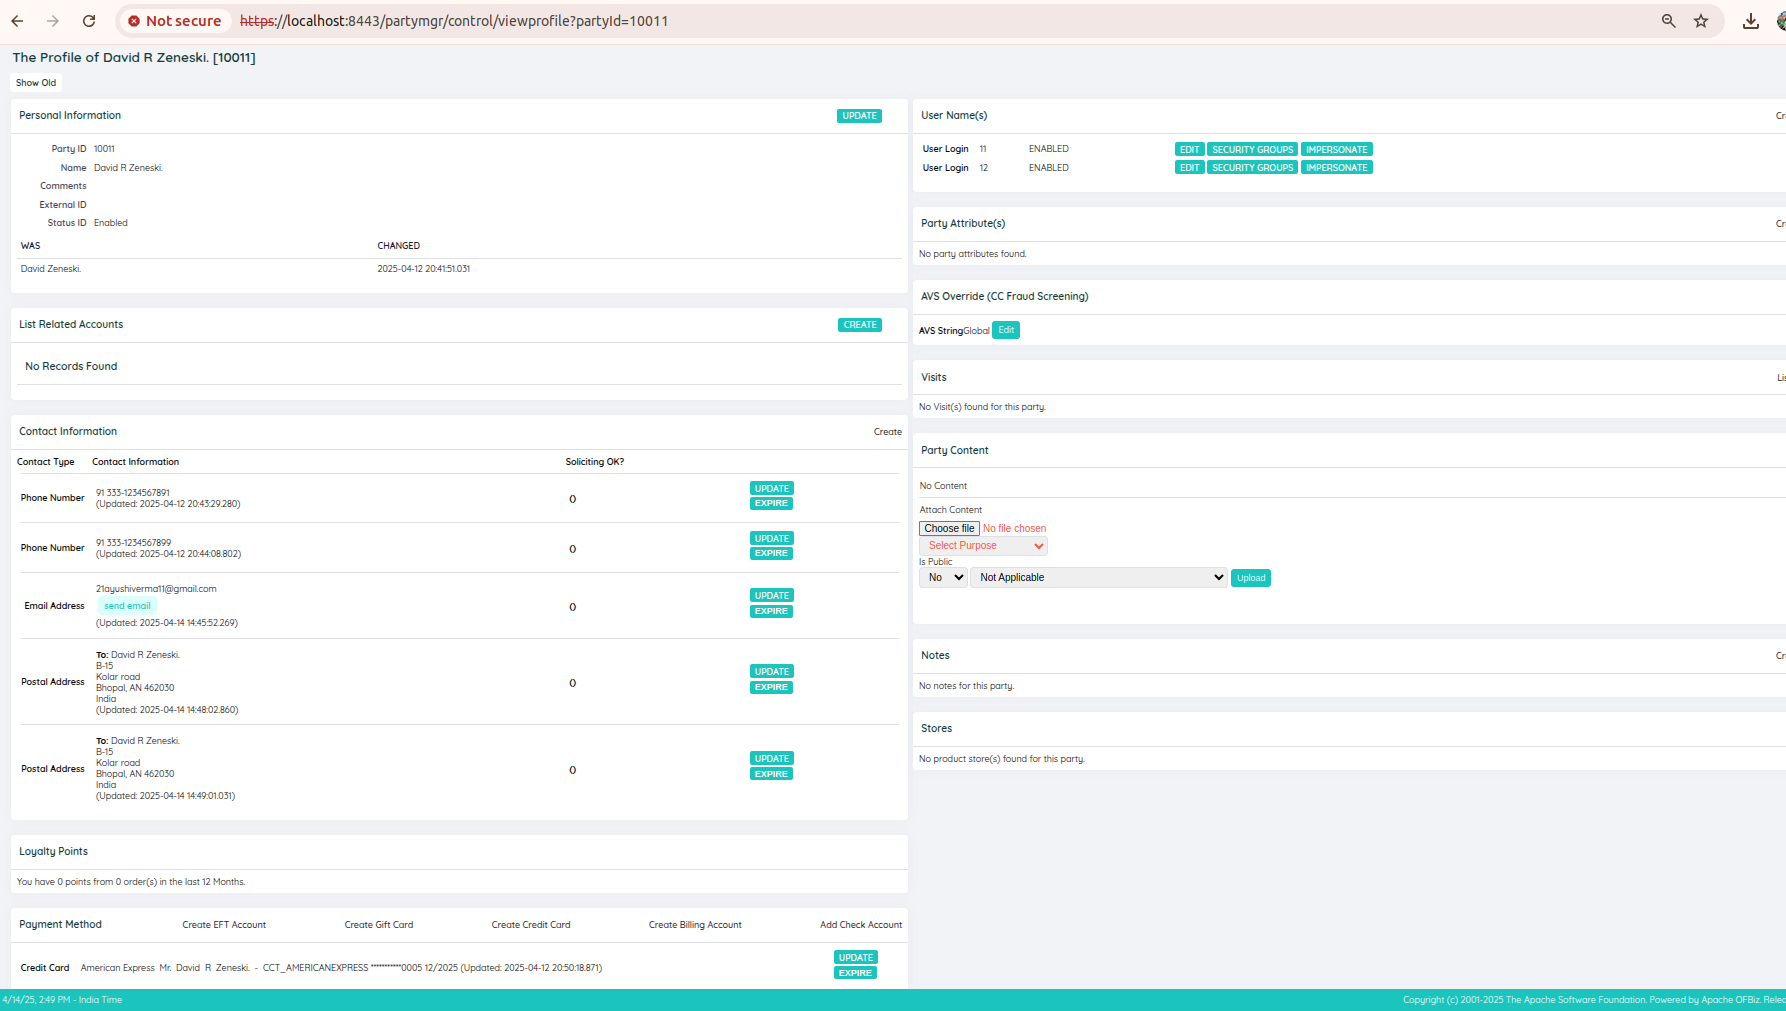 Not secure https://localhost:8443/partymgr/control/viewprofile?partyId=10011
The Profile of David R Zeneski. [10011]
Show Old
Personal Information UPDATE
Party ID 10011
Name David R Zeneski.
Comments
External ID
Status ID Enabled
WAS CHANGED
David Zeneski. 2025-04-12 20:41:51.031
List Related Accounts CREATE
No Records Found
Contact Information Create
Contact Type Contact Information Soliciting OK?
Phone Number 91 333-1234567891
(Updated: 2025-04-12 20:43:29.280) 0 UPDATE
EXPIRE
Phone Number 91 333-1234567899
(Updated: 2025-04-12 20:44:08.802) 0 UPDATE
EXPIRE
Email Address 21ayushiverma11@gmail.com
send email
(Updated: 2025-04-14 14:45:52.269) 0 UPDATE
EXPIRE
Postal Address To: David R Zeneski.
B-15
Kolar road
Bhopal, AN 462030
India
(Updated: 2025-04-14 14:48:02.860) 0 UPDATE
EXPIRE
Postal Address To: David R Zeneski.
B-15
Kolar road
Bhopal, AN 462030
India
(Updated: 2025-04-14 14:49:01.031) 0 UPDATE
EXPIRE
Loyalty Points
You have 0 points from 0 order(s) in the last 12 Months.
Payment Method Create EFT Account Create Gift Card Create Credit Card Create Billing Account Add Check Account
Credit Card American Express Mr. David R Zeneski. - CCT_AMERICANEXPRESS ***********0005 12/2025 (Updated: 2025-04-12 20:50:18.871) UPDATE
EXPIRE
User Name(s)
User Login 11 ENABLED EDIT SECURITY GROUPS IMPERSONATE
User Login 12 ENABLED EDIT SECURITY GROUPS IMPERSONATE
Party Attribute(s)
No party attributes found.
AVS Override (CC Fraud Screening)
AVS StringGlobal Edit
Visits
No Visit(s) found for this party.
Party Content
No Content
Attach Content
Choose file No file chosen
Select Purpose
Is Public
No Not Applicable Upload
Notes
No notes for this party.
Stores
No product store(s) found for this party.
4/14/25, 2:49 PM - India Time Copyright (c) 2001-2025 The Apache Software Foundation. Powered by Apache OFBiz.